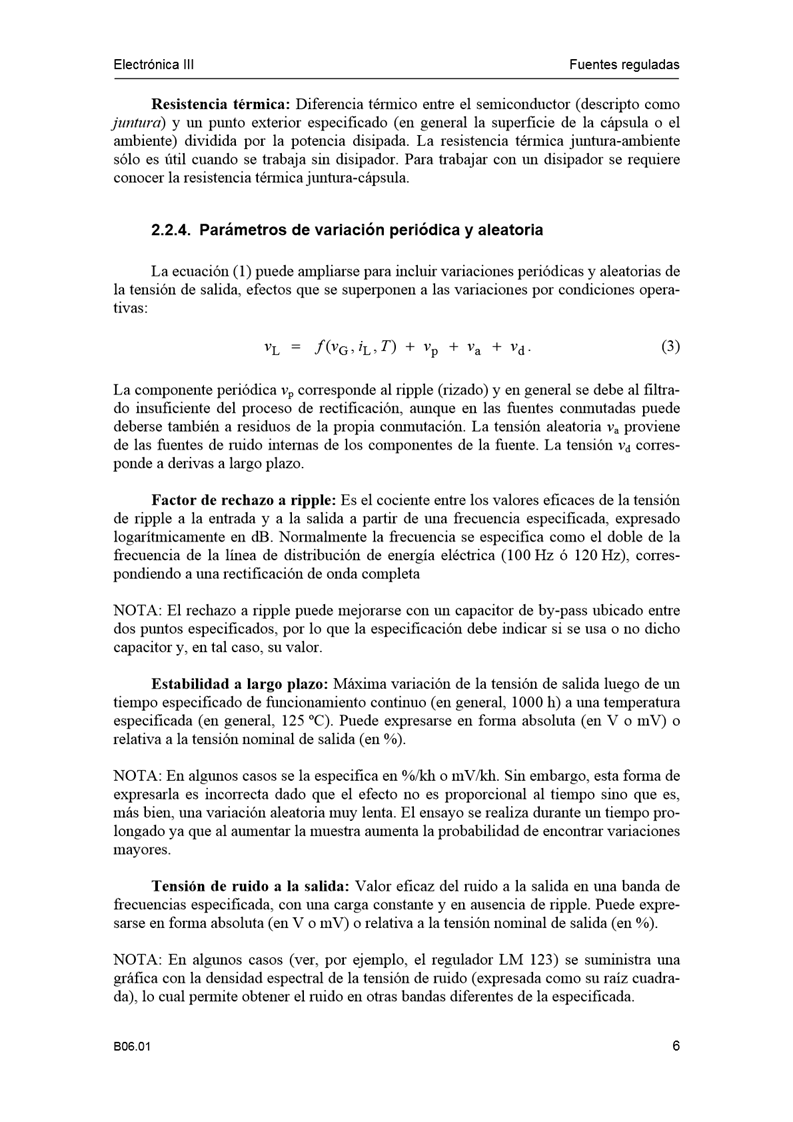 Electrónica III Fuentes reguladas
Resistencia térmica: Diferencia térmico entre el semiconductor (descripto como
juntura) y un punto exterior especificado (en general la superficie de la cápsula o el
ambiente) dividida por la potencia disipada. La resistencia térmica juntura-ambiente
sólo es útil cuando se trabaja sin disipador. Para trabajar con un disipador se requiere
conocer la resistencia térmica juntura-cápsula.
2.2.4. Parámetros de variación periódica y aleatoria
La ecuación (1) puede ampliarse para incluir variaciones periódicas y aleatorias de
la tensión de salida, efectos que se superponen a las variaciones por condiciones opera-
tivas:
v_L = f(v_G, i_L, T) + v_p + v_a + v_d. (3)
La componente periódica v_p corresponde al ripple (rizado) y en general se debe al filtra-
do insuficiente del proceso de rectificación, aunque en las fuentes conmutadas puede
deberse también a residuos de la propia conmutación. La tensión aleatoria v_a proviene
de las fuentes de ruido internas de los componentes de la fuente. La tensión v_d corres-
ponde a derivas a largo plazo.
Factor de rechazo a ripple: Es el cociente entre los valores eficaces de la tensión
de ripple a la entrada y a la salida a partir de una frecuencia especificada, expresado
logarítmicamente en dB. Normalmente la frecuencia se especifica como el doble de la
frecuencia de la línea de distribución de energía eléctrica (100 Hz ó 120 Hz), corres-
pondiendo a una rectificación de onda completa
NOTA: El rechazo a ripple puede mejorarse con un capacitor de by-pass ubicado entre
dos puntos especificados, por lo que la especificación debe indicar si se usa o no dicho
capacitor y, en tal caso, su valor.
Estabilidad a largo plazo: Máxima variación de la tensión de salida luego de un
tiempo especificado de funcionamiento continuo (en general, 1000 h) a una temperatura
especificada (en general, 125 ºC). Puede expresarse en forma absoluta (en V o mV) o
relativa a la tensión nominal de salida (en %).
NOTA: En algunos casos se la especifica en %/kh o mV/kh. Sin embargo, esta forma de
expresarla es incorrecta dado que el efecto no es proporcional al tiempo sino que es,
más bien, una variación aleatoria muy lenta. El ensayo se realiza durante un tiempo pro-
longado ya que al aumentar la muestra aumenta la probabilidad de encontrar variaciones
mayores.
Tensión de ruido a la salida: Valor eficaz del ruido a la salida en una banda de
frecuencias especificada, con una carga constante y en ausencia de ripple. Puede expre-
sarse en forma absoluta (en V o mV) o relativa a la tensión nominal de salida (en %).
NOTA: En algunos casos (ver, por ejemplo, el regulador LM 123) se suministra una
gráfica con la densidad espectral de la tensión de ruido (expresada como su raíz cuadra-
da), lo cual permite obtener el ruido en otras bandas diferentes de la especificada.
B06.01 6